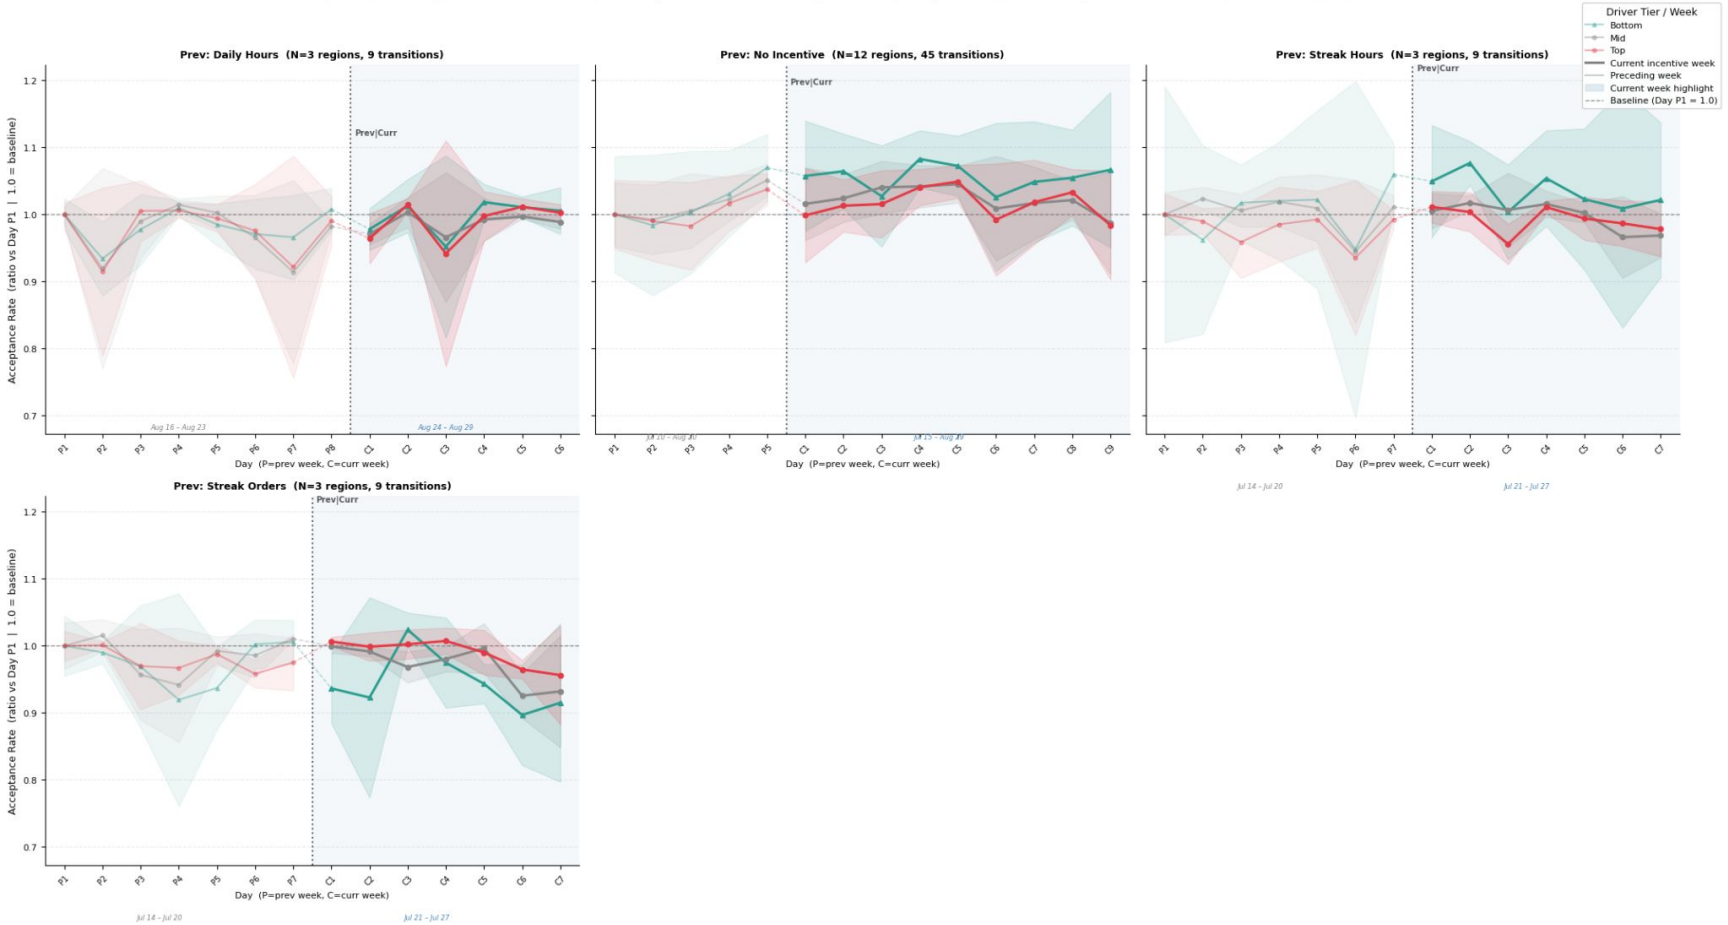 Driver Tier / Week
Bottom
Mid
Top
Current incentive week
Preceding week
Current week highlight
Baseline (Day P1 = 1.0)
Prev: Daily Hours (N=3 regions, 9 transitions)
Acceptance Rate (ratio vs Day P1 | 1.0 = baseline)
1.2
1.1
1.0
0.9
0.8
0.7
Prev|Curr
Aug 16 – Aug 23
Aug 24 – Aug 29
P1 P2 P3 P4 P5 P6 P7 P8 C1 C2 C3 C4 C5 C6
Day (P=prev week, C=curr week)
Prev: No Incentive (N=12 regions, 45 transitions)
Prev|Curr
P1 P2 P3 P4 P5 C1 C2 C3 C4 C5 C6 C7 C8 C9
Day (P=prev week, C=curr week)
Prev: Streak Hours (N=3 regions, 9 transitions)
Prev|Curr
P1 P2 P3 P4 P5 P6 P7 C1 C2 C3 C4 C5 C6 C7
Day (P=prev week, C=curr week)
Jul 14 – Jul 20
Jul 21 – Jul 27
Prev: Streak Orders (N=3 regions, 9 transitions)
Acceptance Rate (ratio vs Day P1 | 1.0 = baseline)
1.2
1.1
1.0
0.9
0.8
0.7
Prev|Curr
P1 P2 P3 P4 P5 P6 P7 C1 C2 C3 C4 C5 C6 C7
Day (P=prev week, C=curr week)
Jul 14 – Jul 20
Jul 21 – Jul 27